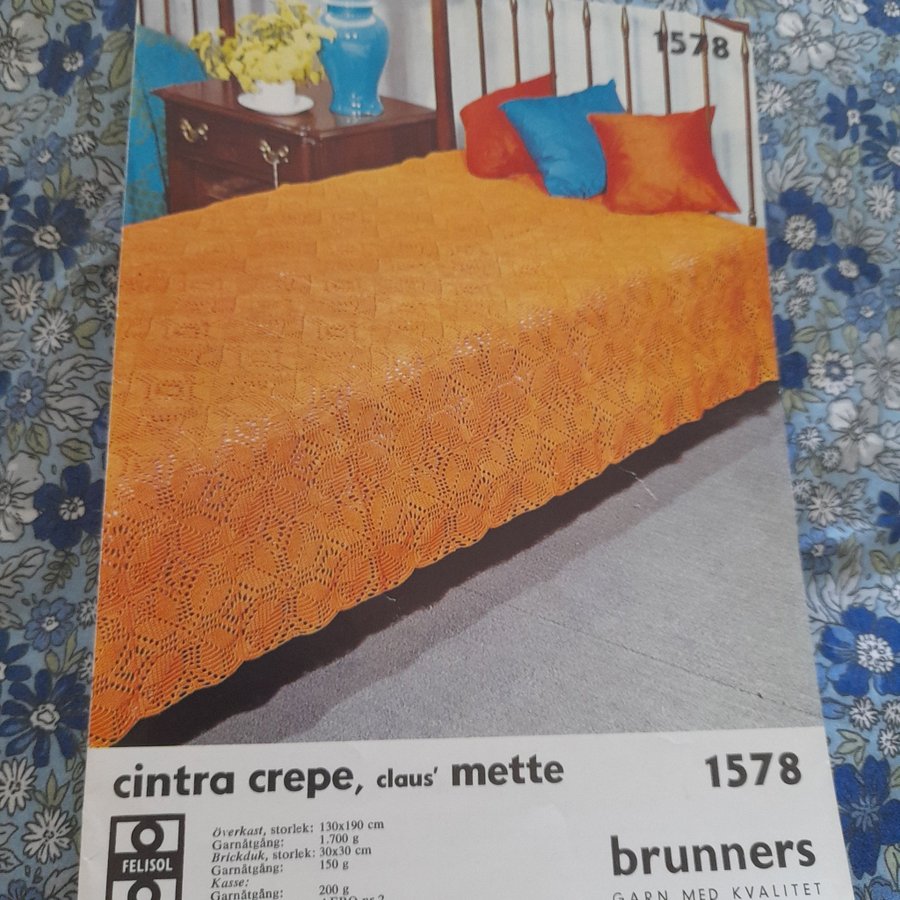 1578
cintra crepe, claus' mette 1578
FELISOL
Överkast, storlek: 130x190 cm
Garnåtgång: 1.700 g
Brickduk, storlek: 30x30 cm
Garnåtgång: 150 g
Kasse:
Garnåtgång: 200 g
brunners
GARN MED KVALITET